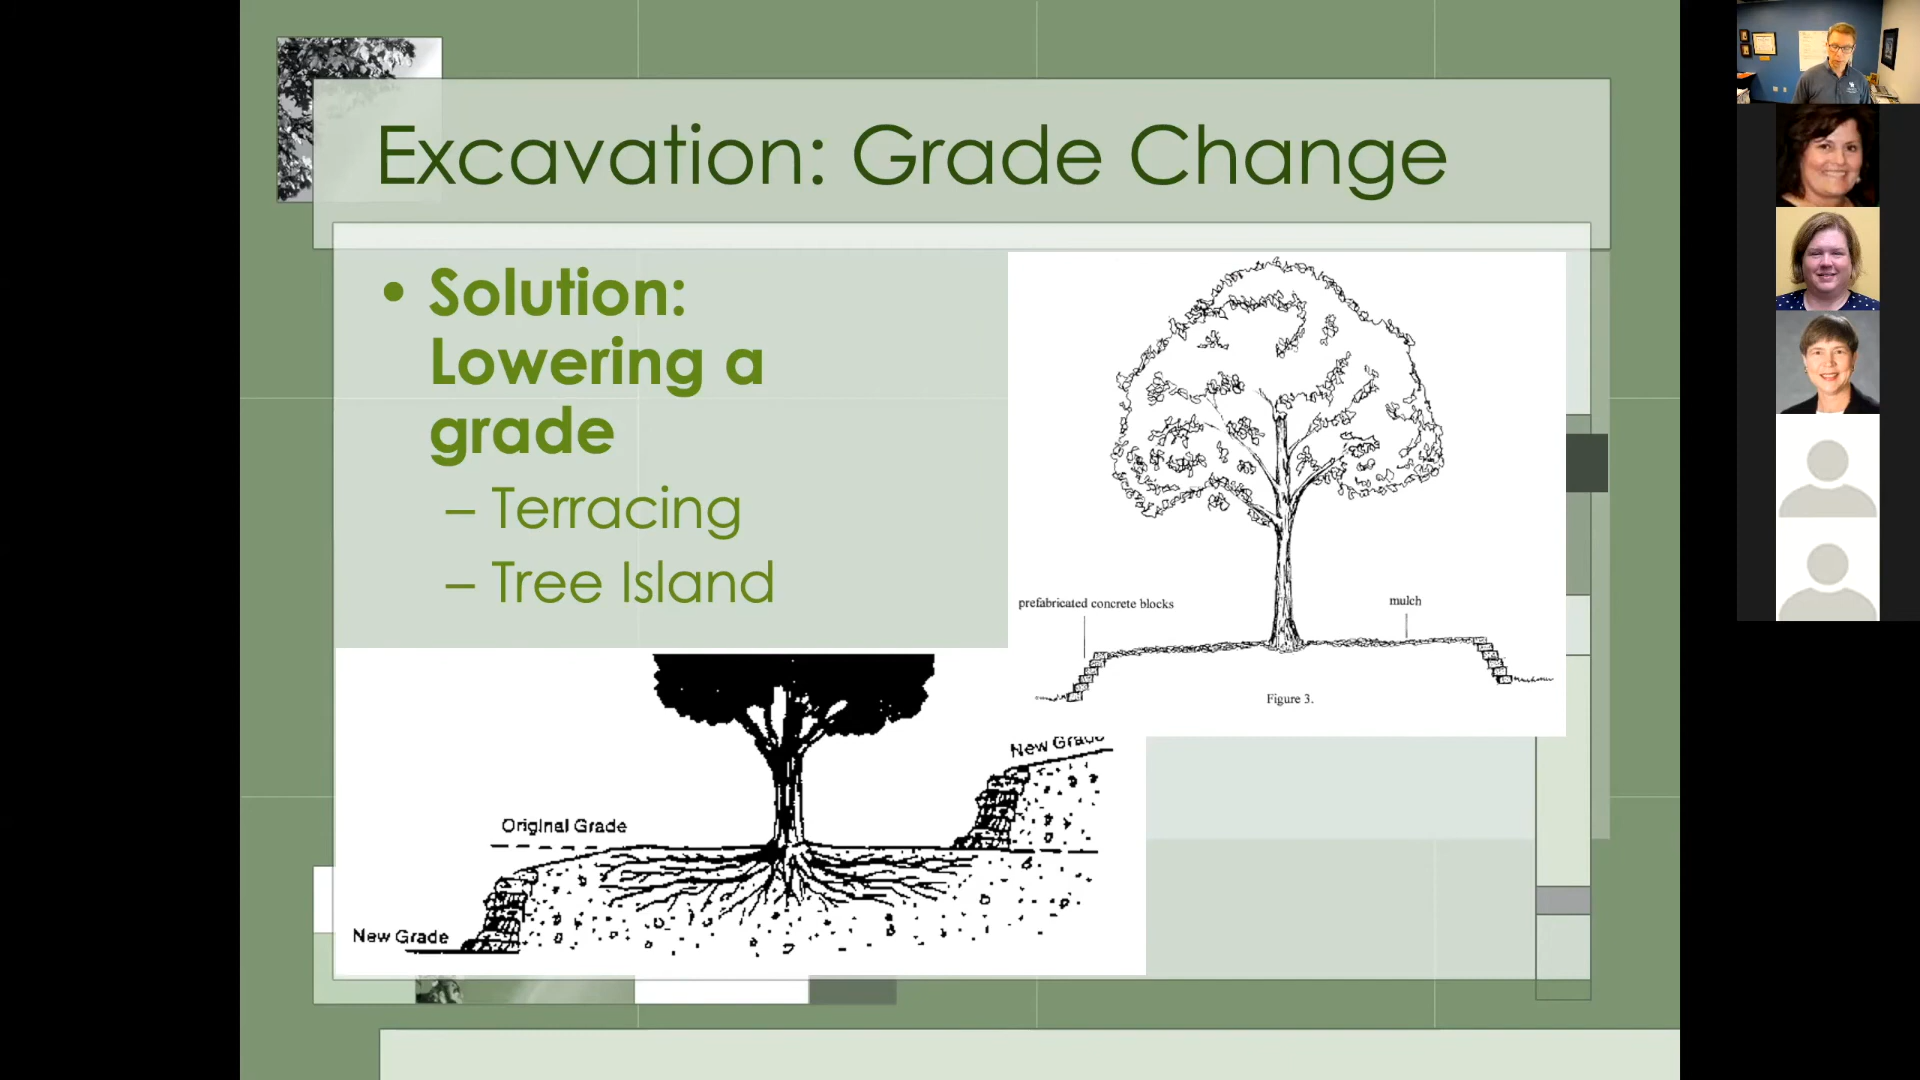 Excavation: Grade Change
• Solution:
Lowering a
grade
– Terracing
– Tree Island
prefabricated concrete blocks
mulch
Figure 3.
New Grade
Original Grade
New Grade